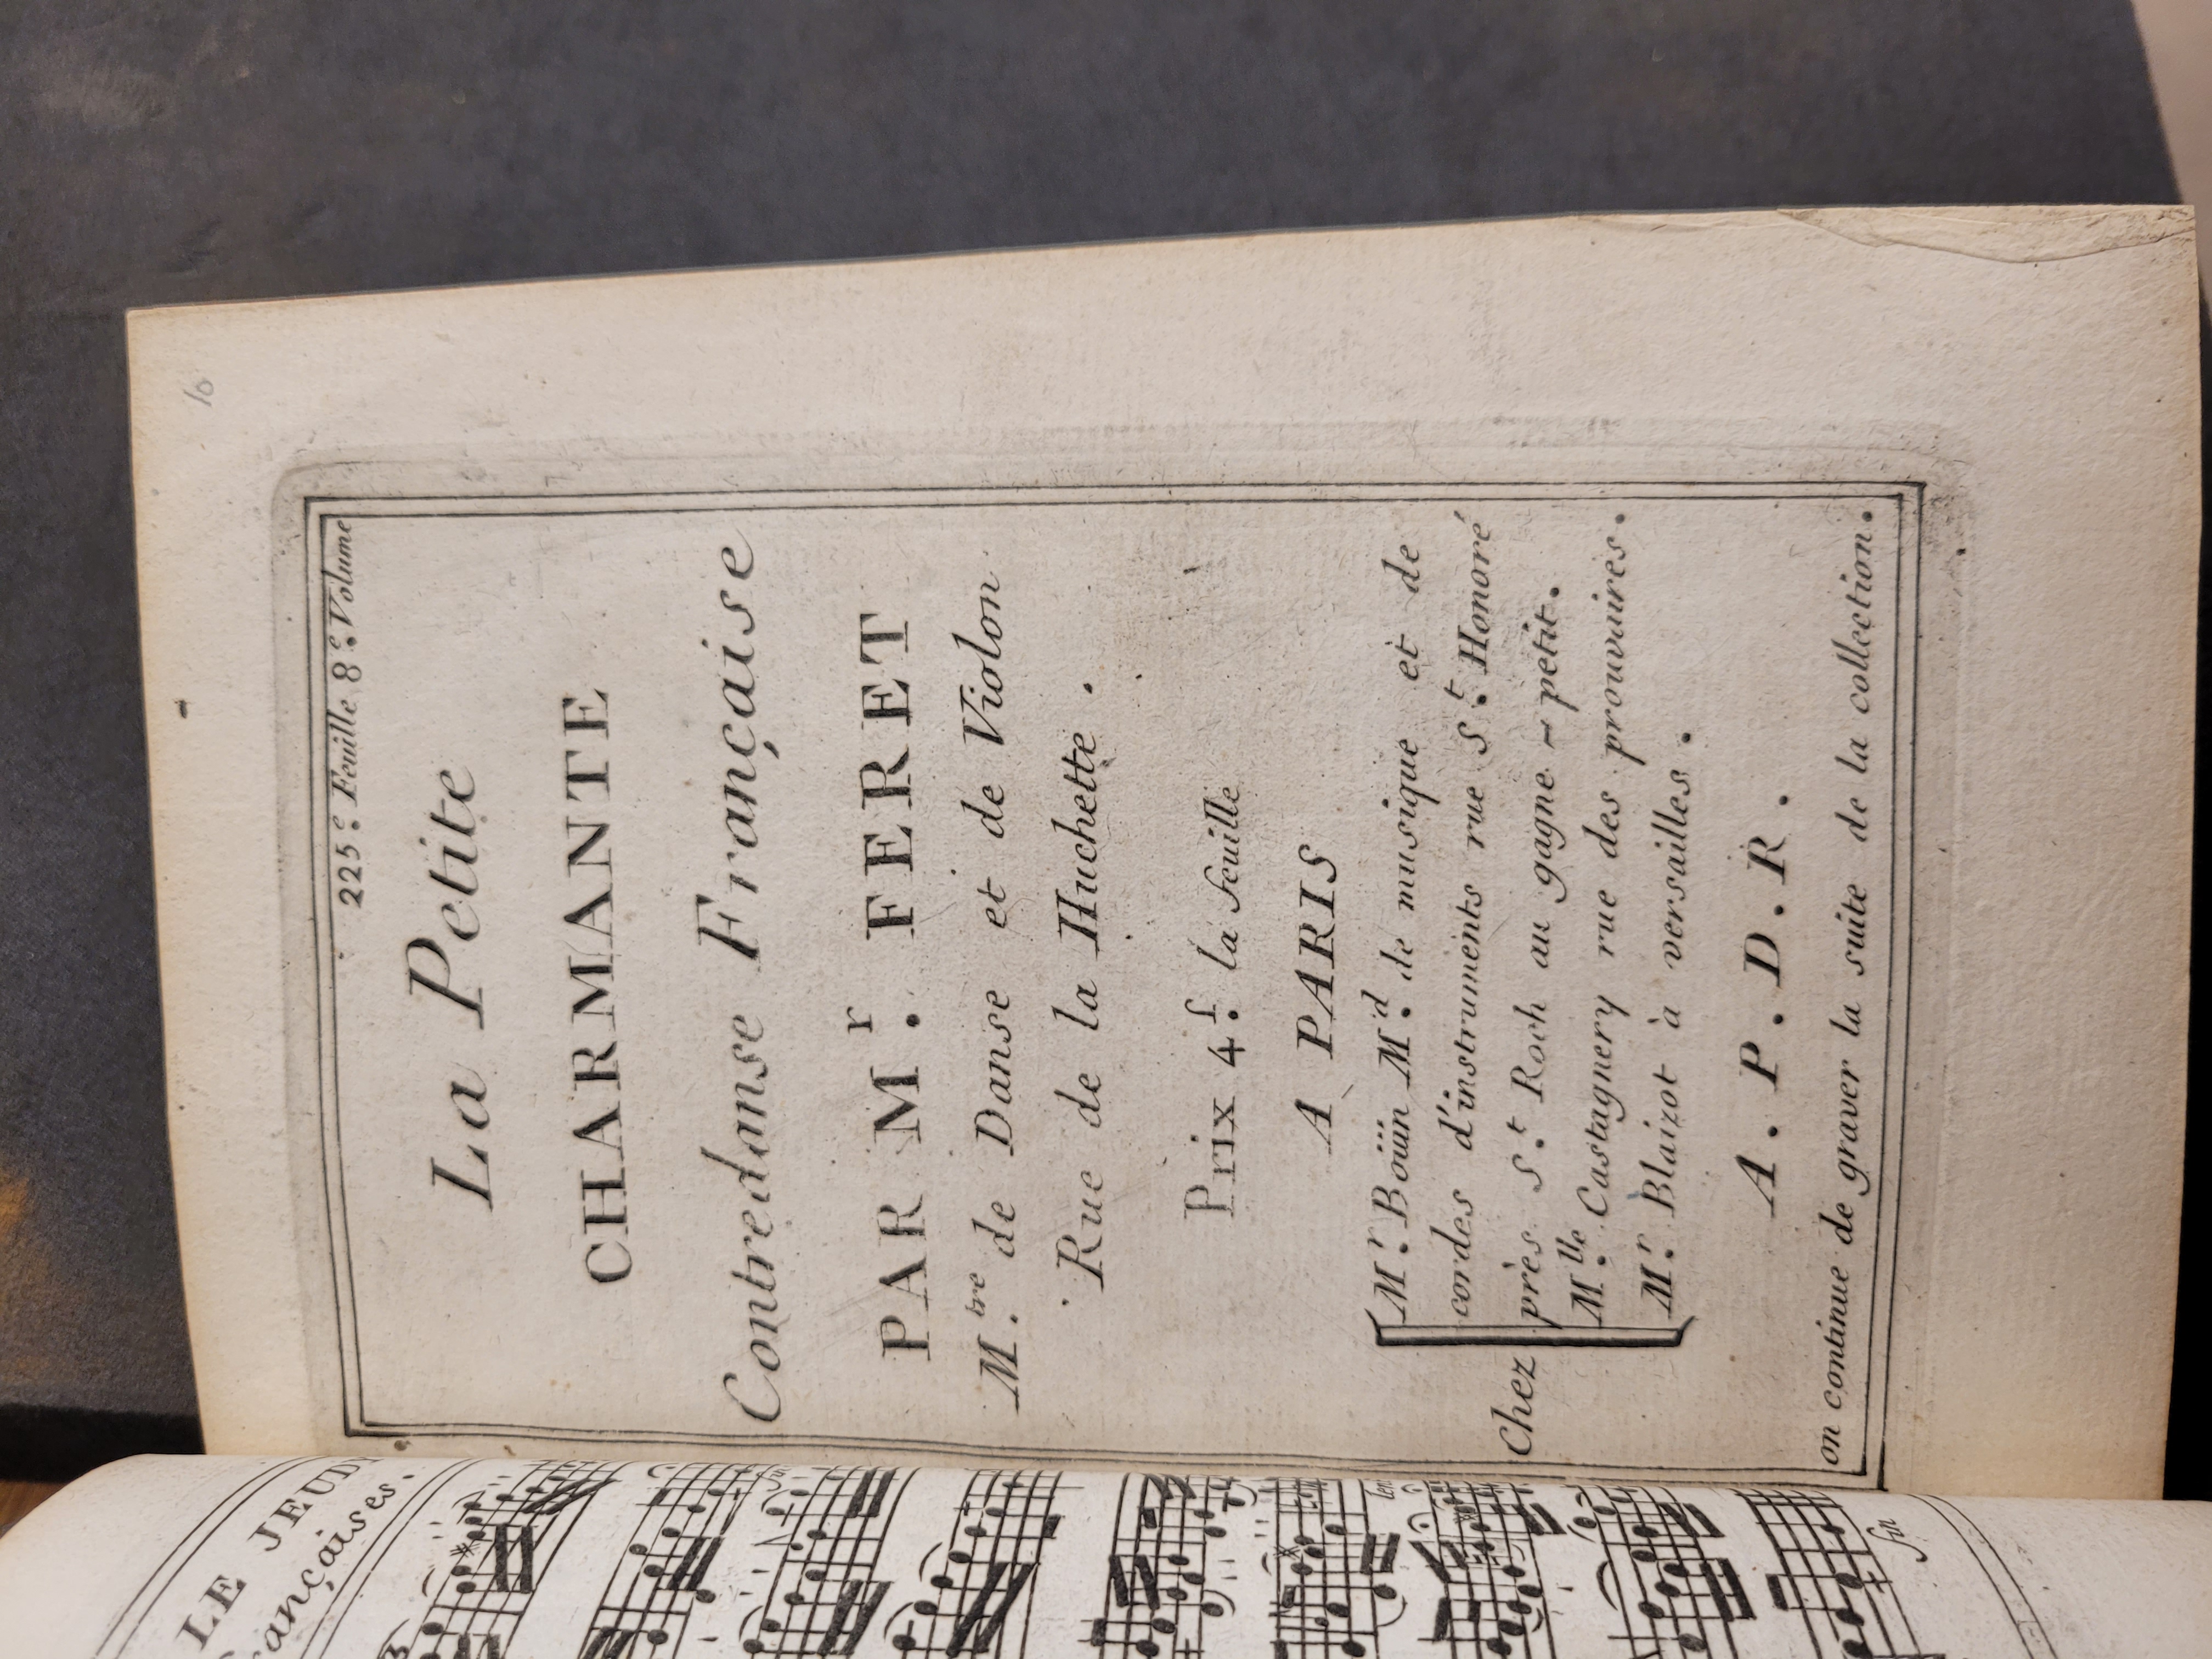 10
225.e Feuille 8.e Volume
La Petite
CHARMANTE
Contredanse Française
PAR M.r FERET
M.tre de Danse et de Violon
Rue de la Huchette.
Prix 4.f la feuille
A PARIS
Chez
M.r Boüin M.d de musique et de
cordes d'instruments rue S.t Honoré
près S.t Roch au gagne - petit.
M.lle Castagnery rue des prouvaires.
M.r Blaizot à versailles.
A. P. D. R.
on continue de graver la suite de la collection.
LE JEUDI
Françaises.
fin